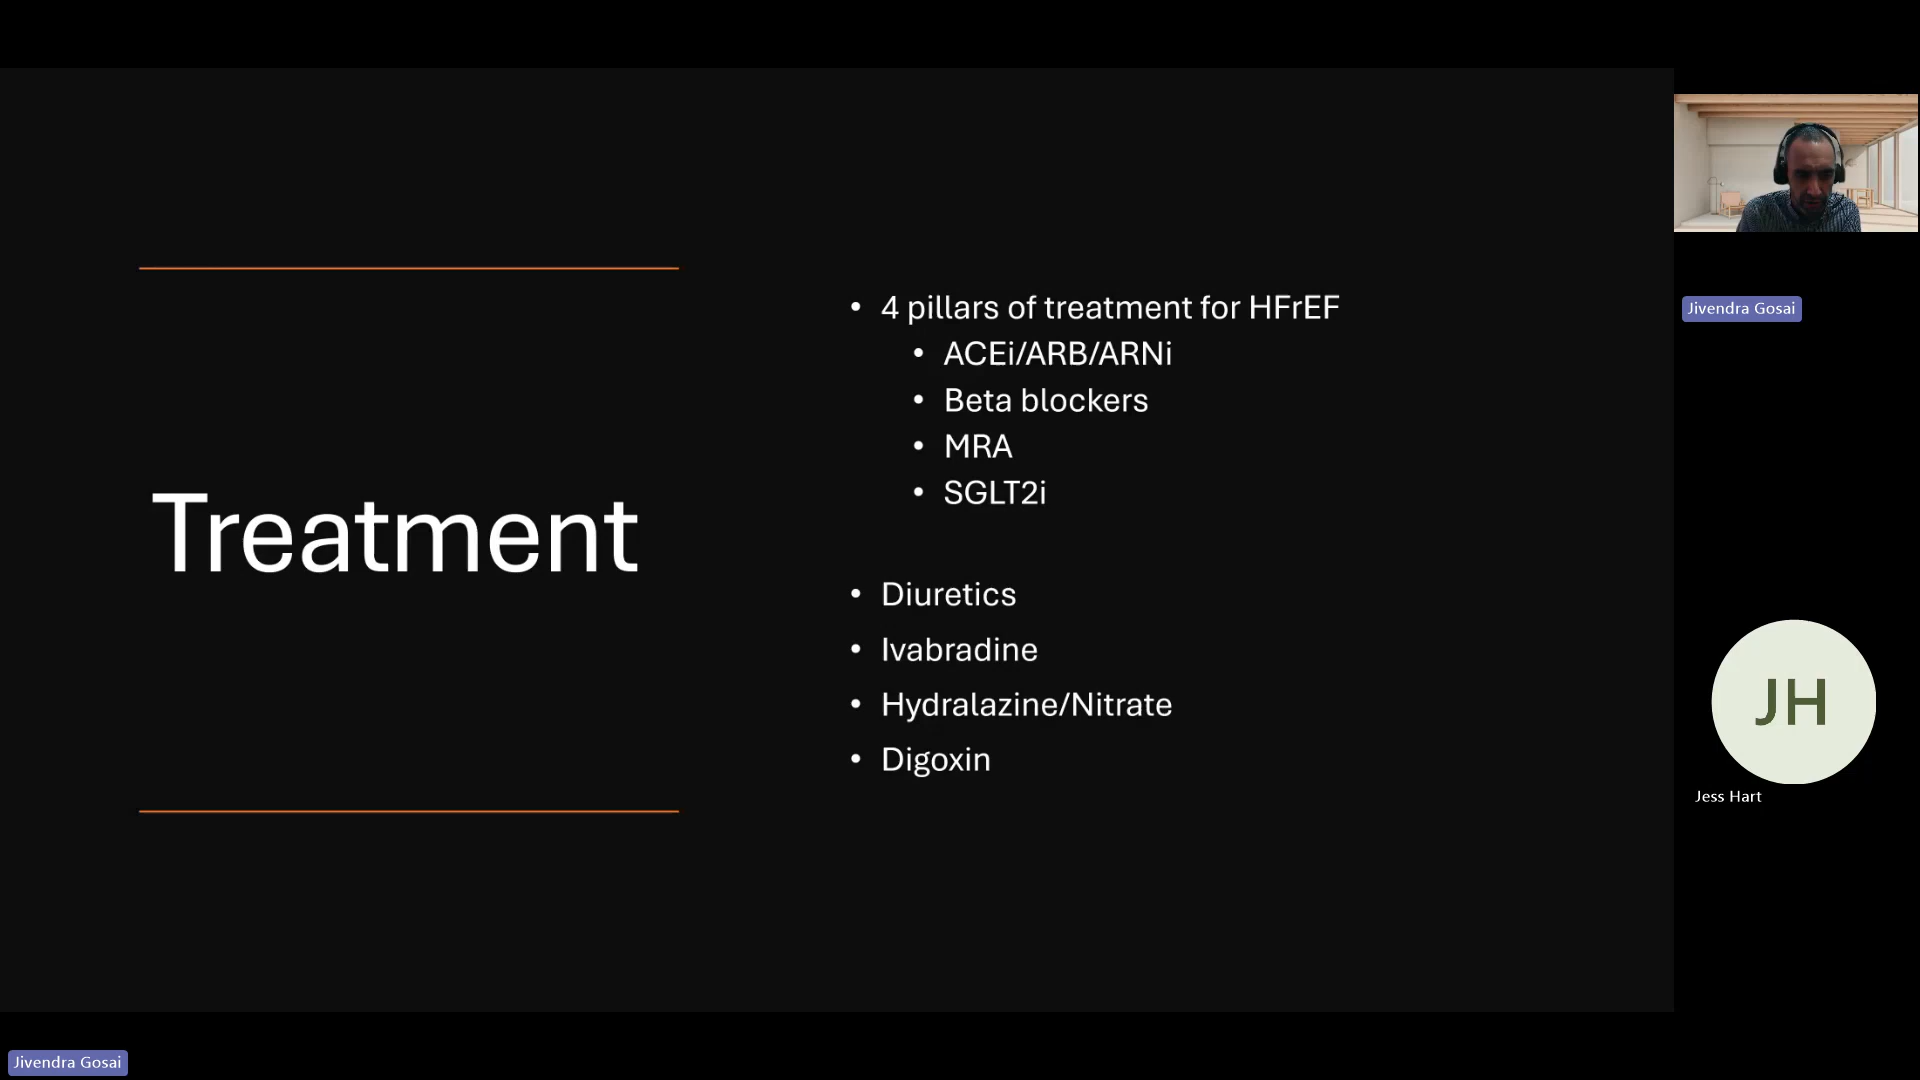 Treatment
• 4 pillars of treatment for HFrEF
• ACEi/ARB/ARNi
• Beta blockers
• MRA
• SGLT2i
• Diuretics
• Ivabradine
• Hydralazine/Nitrate
• Digoxin
Jivendra Gosai
JH
Jess Hart
Jivendra Gosai